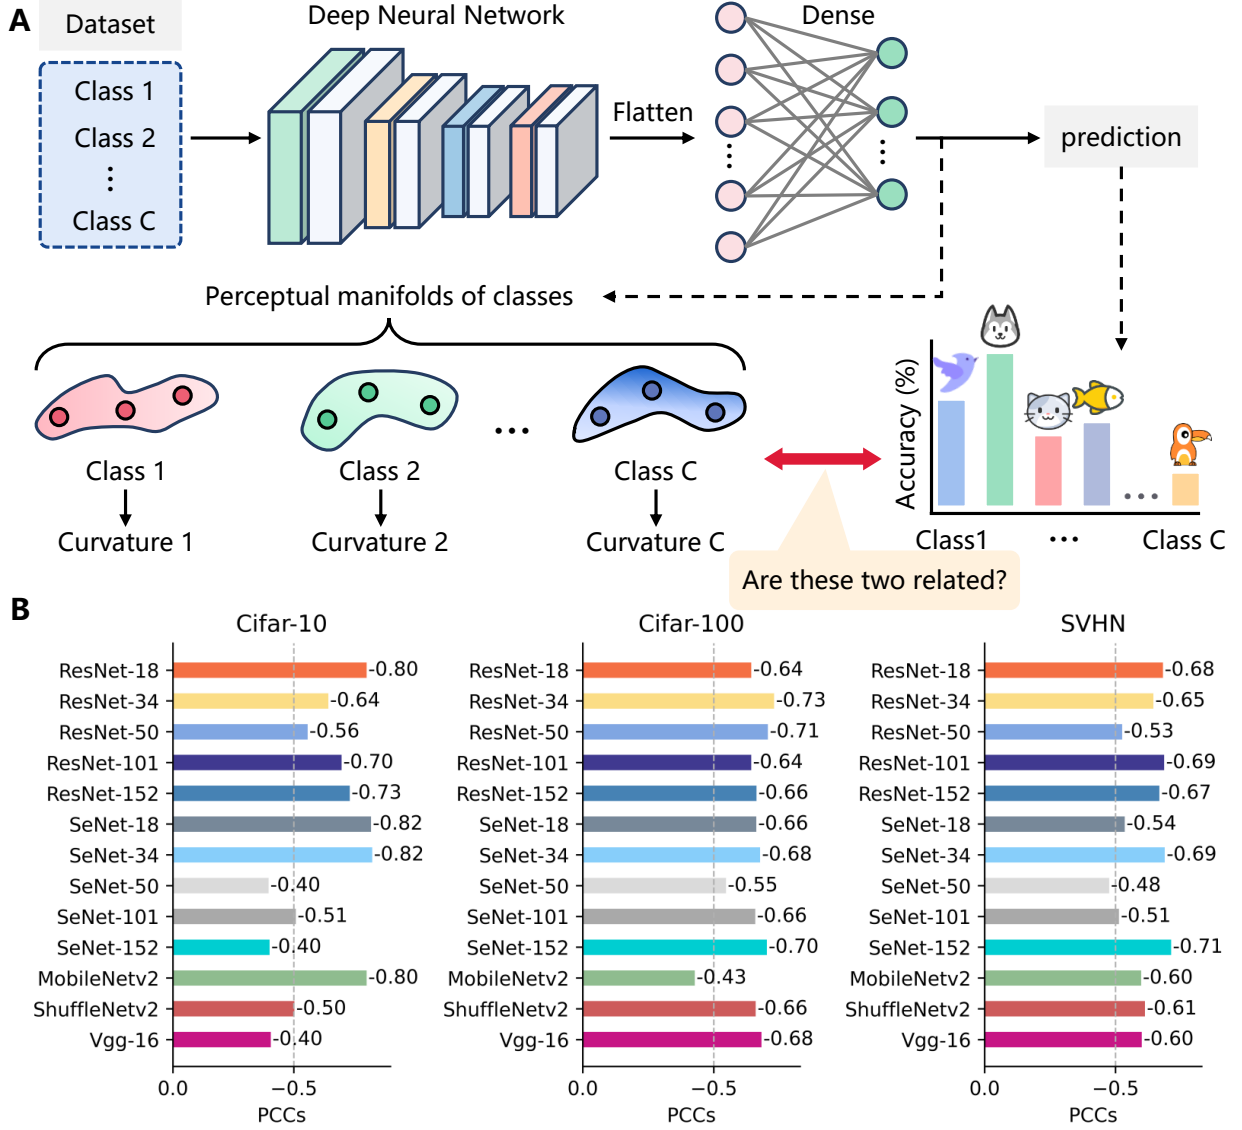 A
Dataset
Deep Neural Network
Dense
Class 1
Class 2
⋮
Class C
Flatten
prediction
Perceptual manifolds of classes
Class 1
Class 2
...
Class C
Curvature 1
Curvature 2
Curvature C
Accuracy (%)
...
Class1
...
Class C
Are these two related?
B
Cifar-10
ResNet-18 -0.80
ResNet-34 -0.64
ResNet-50 -0.56
ResNet-101 -0.70
ResNet-152 -0.73
SeNet-18 -0.82
SeNet-34 -0.82
SeNet-50 -0.40
SeNet-101 -0.51
SeNet-152 -0.40
MobileNetv2 -0.80
ShuffleNetv2 -0.50
Vgg-16 -0.40
0.0 −0.5
PCCs
Cifar-100
ResNet-18 -0.64
ResNet-34 -0.73
ResNet-50 -0.71
ResNet-101 -0.64
ResNet-152 -0.66
SeNet-18 -0.66
SeNet-34 -0.68
SeNet-50 -0.55
SeNet-101 -0.66
SeNet-152 -0.70
MobileNetv2 -0.43
ShuffleNetv2 -0.66
Vgg-16 -0.68
0.0 −0.5
PCCs
SVHN
ResNet-18 -0.68
ResNet-34 -0.65
ResNet-50 -0.53
ResNet-101 -0.69
ResNet-152 -0.67
SeNet-18 -0.54
SeNet-34 -0.69
SeNet-50 -0.48
SeNet-101 -0.51
SeNet-152 -0.71
MobileNetv2 -0.60
ShuffleNetv2 -0.61
Vgg-16 -0.60
0.0 −0.5
PCCs